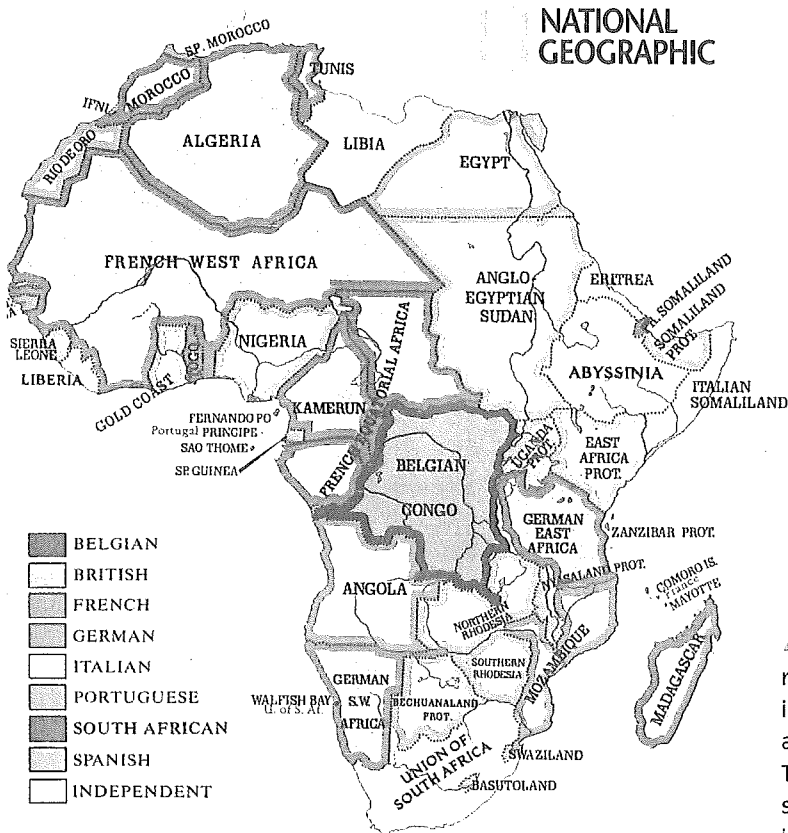 NATIONAL
GEOGRAPHIC
SP. MOROCCO
TUNIS
IFNI
MOROCCO
ALGERIA
LIBIA
EGYPT
RIO DE ORO
FRENCH WEST AFRICA
ANGLO
EGYPTIAN
SUDAN
ERITREA
SOMALILAND
SOMALILAND
PROT.
SIERRA
LEONE
LIBERIA
GOLD COAST
TOGO
NIGERIA
KAMERUN
ABYSSINIA
ITALIAN
SOMALILAND
FERNANDO PO
Portugal PRINCIPE
SAO THOME
SP. GUINEA
FRENCH EQUATORIAL AFRICA
BELGIAN
CONGO
UGANDA
PROT.
EAST
AFRICA
PROT.
GERMAN
EAST
AFRICA
ZANZIBAR PROT.
NYASALAND PROT.
COMORO IS.
France
MAYOTTE
ANGOLA
NORTHERN
RHODESIA
MOZAMBIQUE
MADAGASCAR
SOUTHERN
RHODESIA
GERMAN
S.W.
AFRICA
WALFISH BAY
U. of S. Af.
BECHUANALAND
PROT.
UNION OF
SOUTH AFRICA
SWAZILAND
BASUTOLAND
BELGIAN
BRITISH
FRENCH
GERMAN
ITALIAN
PORTUGUESE
SOUTH AFRICAN
SPANISH
INDEPENDENT